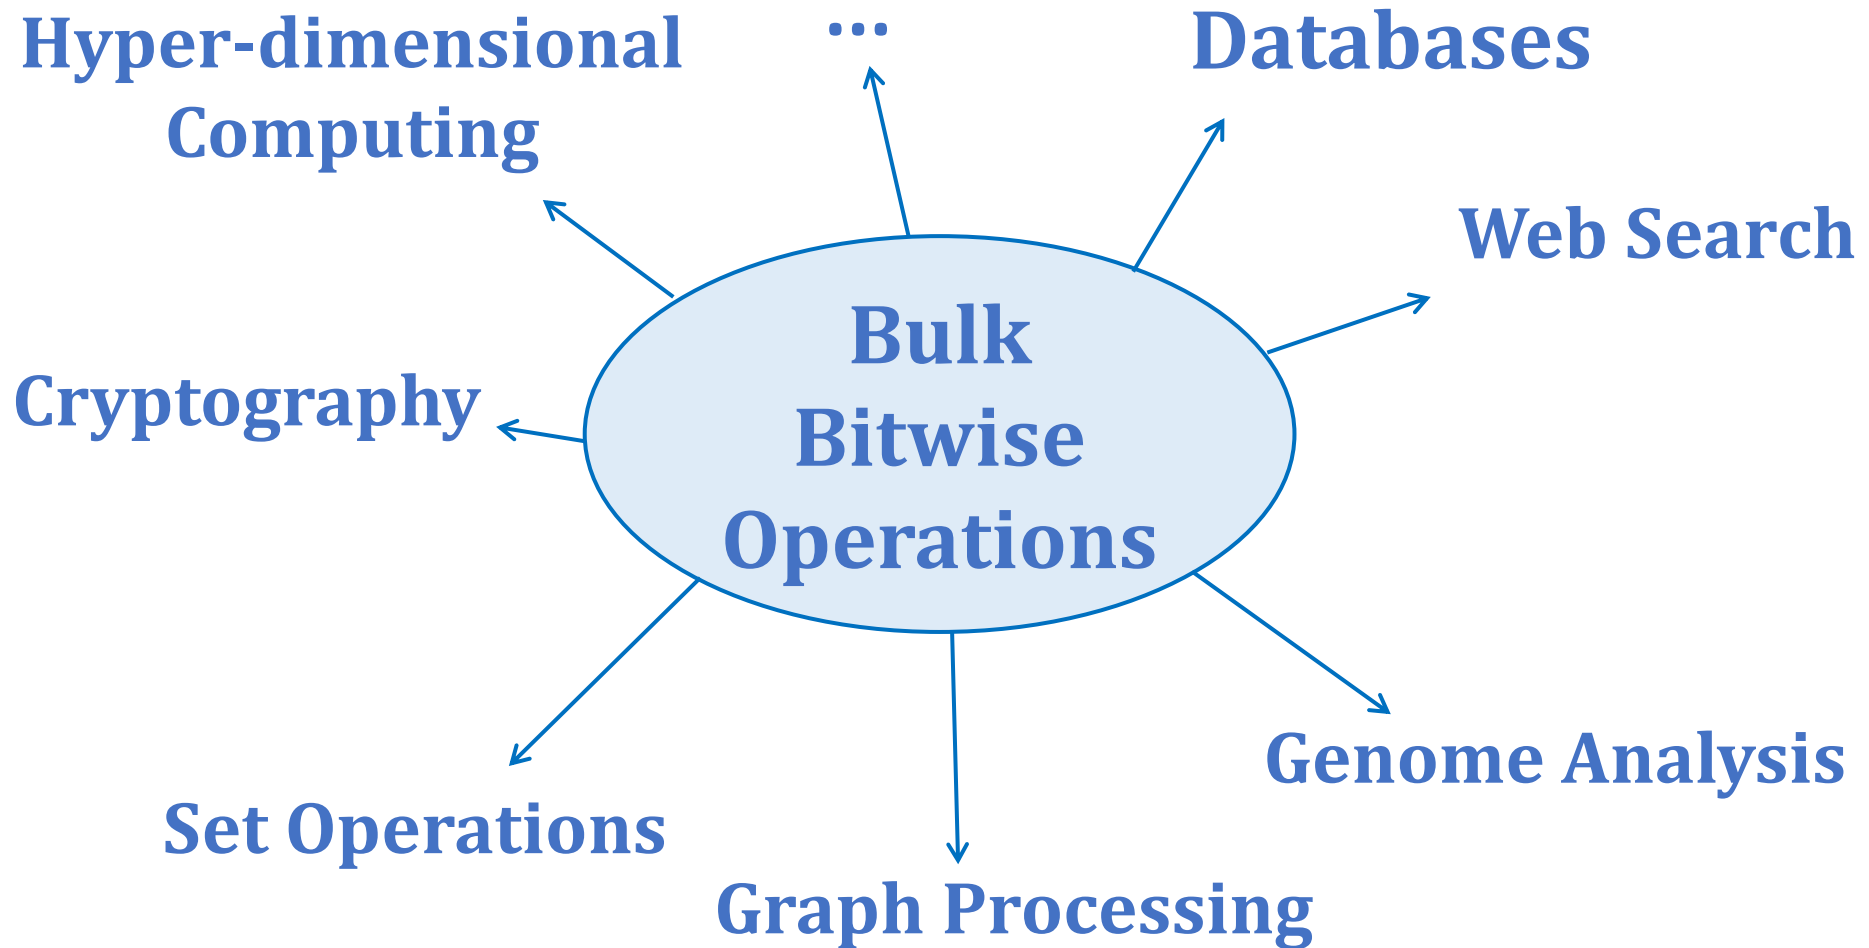 Hyper-dimensional
Computing
...
Databases
Web Search
Cryptography
Bulk
Bitwise
Operations
Genome Analysis
Set Operations
Graph Processing